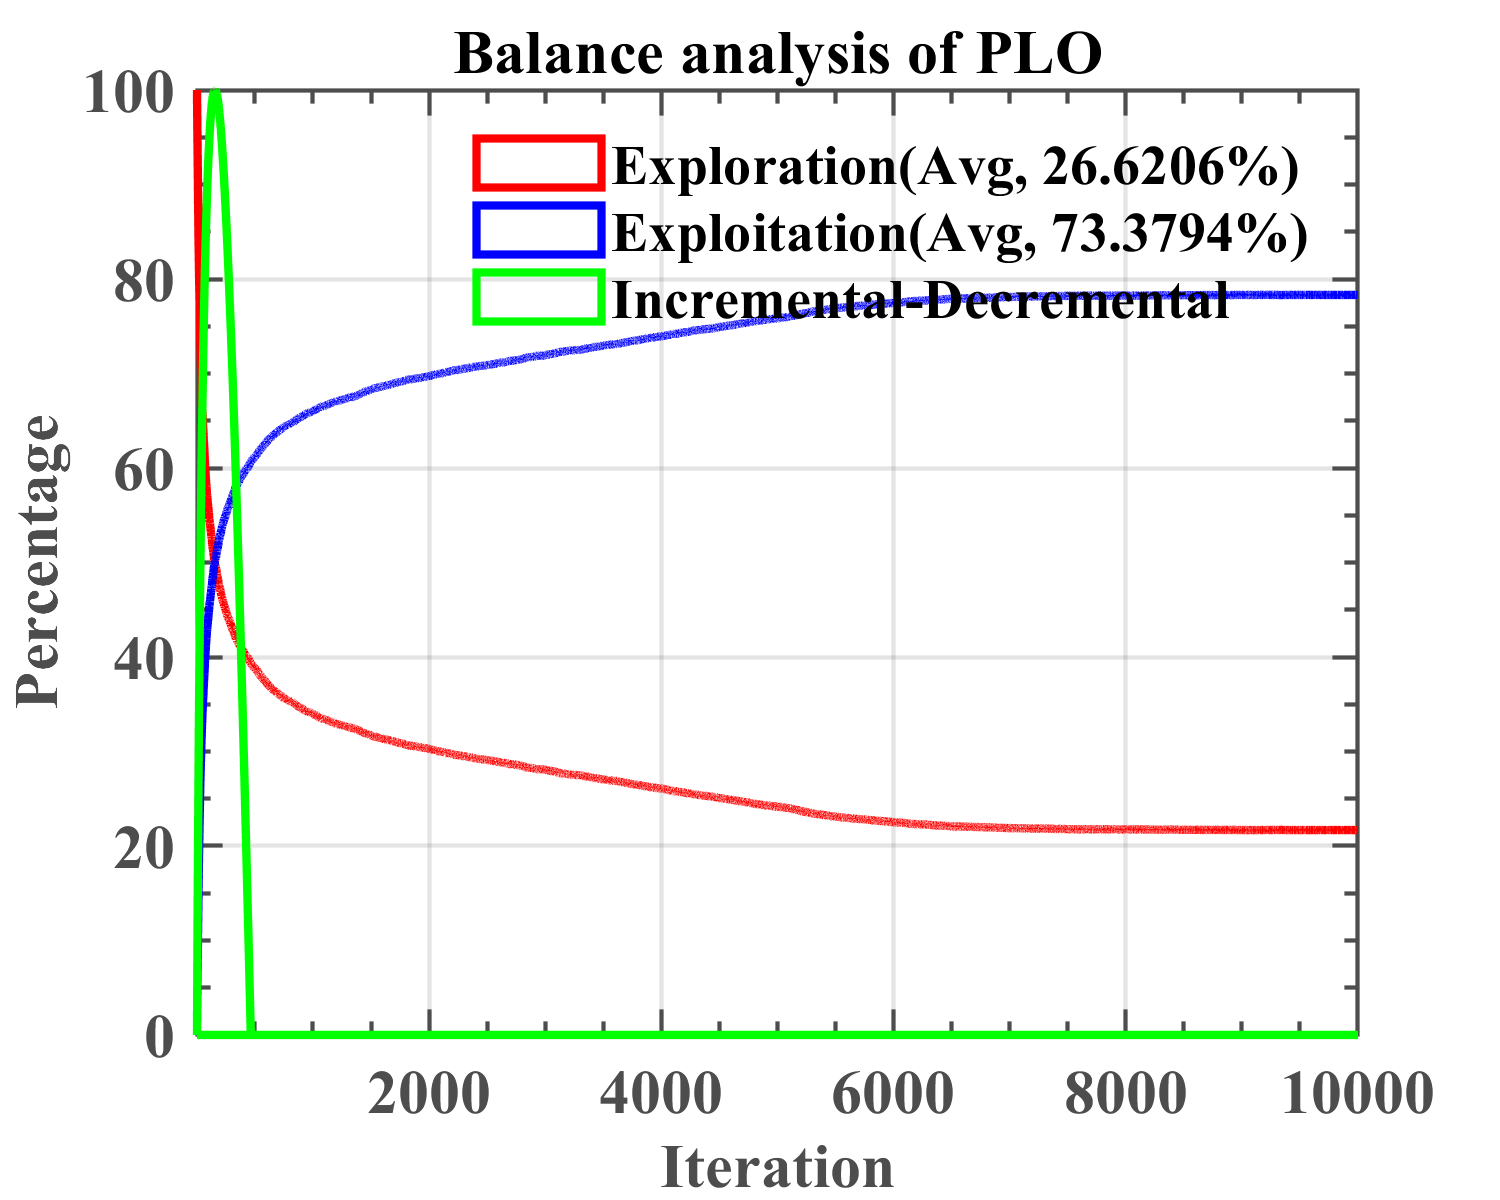 Balance analysis of PLO
100
80
60
40
20
0
Exploration(Avg, 26.6206%)
Exploitation(Avg, 73.3794%)
Incremental-Decremental
Percentage
2000 4000 6000 8000 10000
Iteration